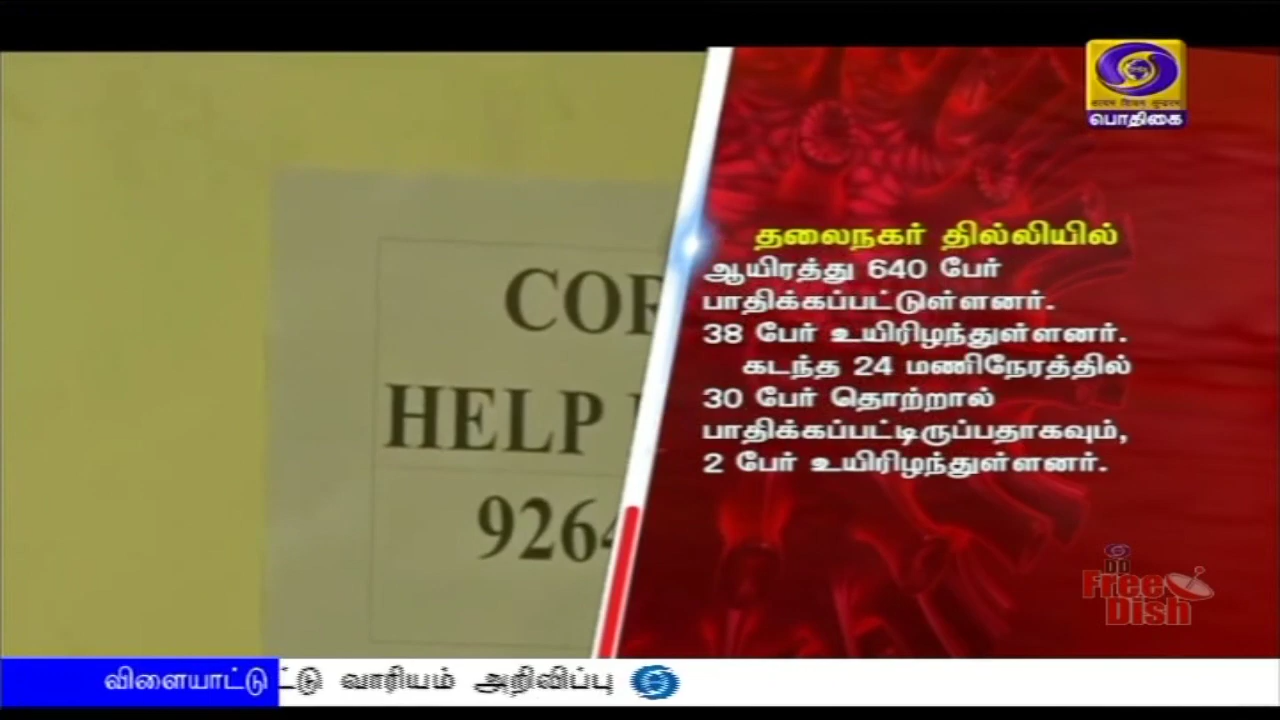 பொதிகை
COR
HELP
9264
தலைநகர் தில்லியில்
ஆயிரத்து 640 பேர்
பாதிக்கப்பட்டுள்ளனர்.
38 பேர் உயிரிழந்துள்ளனர்.
கடந்த 24 மணிநேரத்தில்
30 பேர் தொற்றால்
பாதிக்கப்பட்டிருப்பதாகவும்,
2 பேர் உயிரிழந்துள்ளனர்.
DD
Free
Dish
விளையாட்டு ட்டு வாரியம் அறிவிப்பு